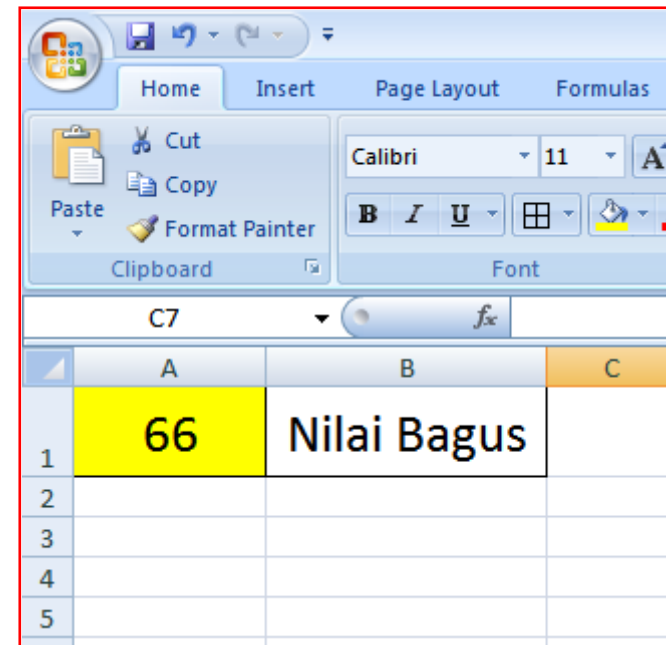 Home Insert Page Layout Formulas
Cut
Copy
Paste
Format Painter
Clipboard
Calibri 11 A
B I U
Font
C7 fx
A B C
1 66 Nilai Bagus
2
3
4
5